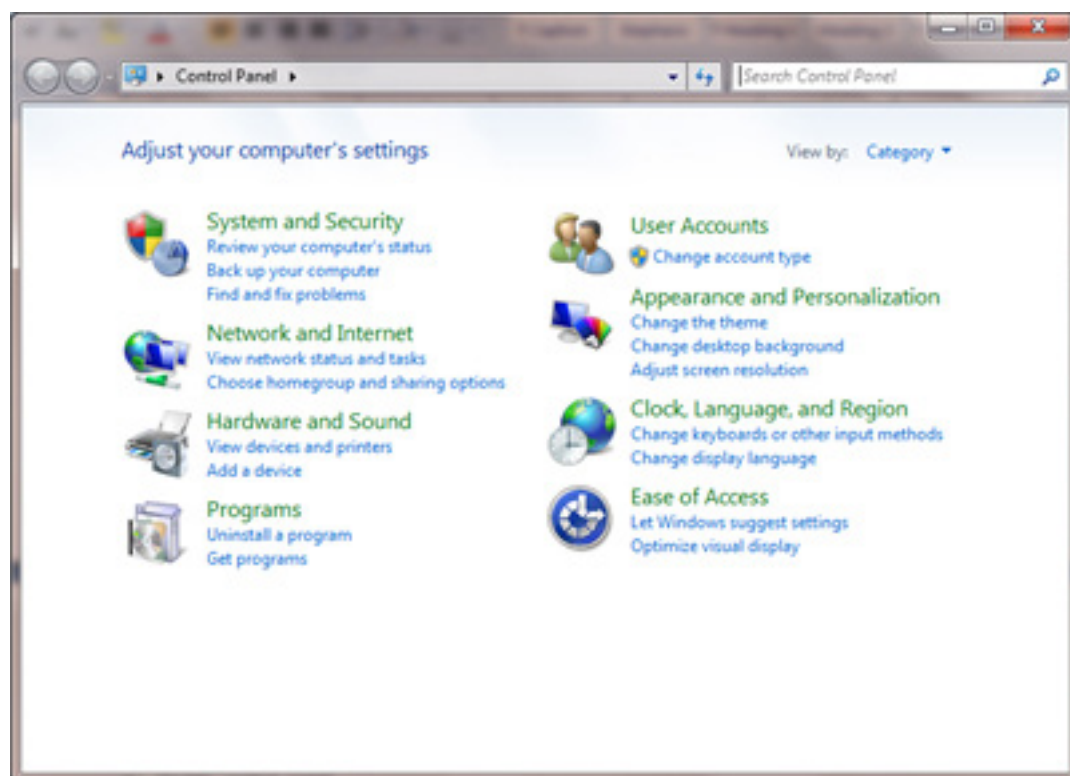 Control Panel
Search Control Panel
Adjust your computer's settings
View by: Category
System and Security
Review your computer's status
Back up your computer
Find and fix problems
Network and Internet
View network status and tasks
Choose homegroup and sharing options
Hardware and Sound
View devices and printers
Add a device
Programs
Uninstall a program
Get programs
User Accounts
Change account type
Appearance and Personalization
Change the theme
Change desktop background
Adjust screen resolution
Clock, Language, and Region
Change keyboards or other input methods
Change display language
Ease of Access
Let Windows suggest settings
Optimize visual display